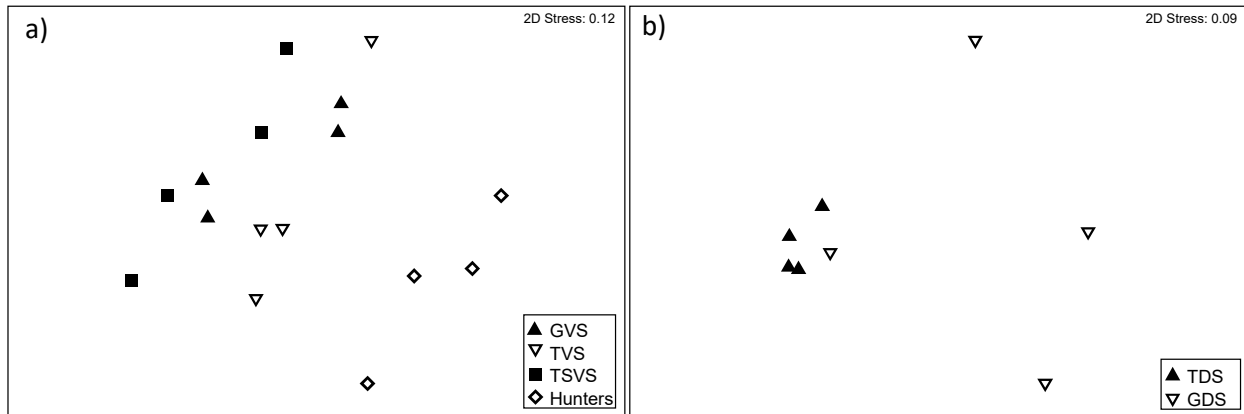 a)
2D Stress: 0.12
GVS
TVS
TSVS
Hunters
b)
2D Stress: 0.09
TDS
GDS